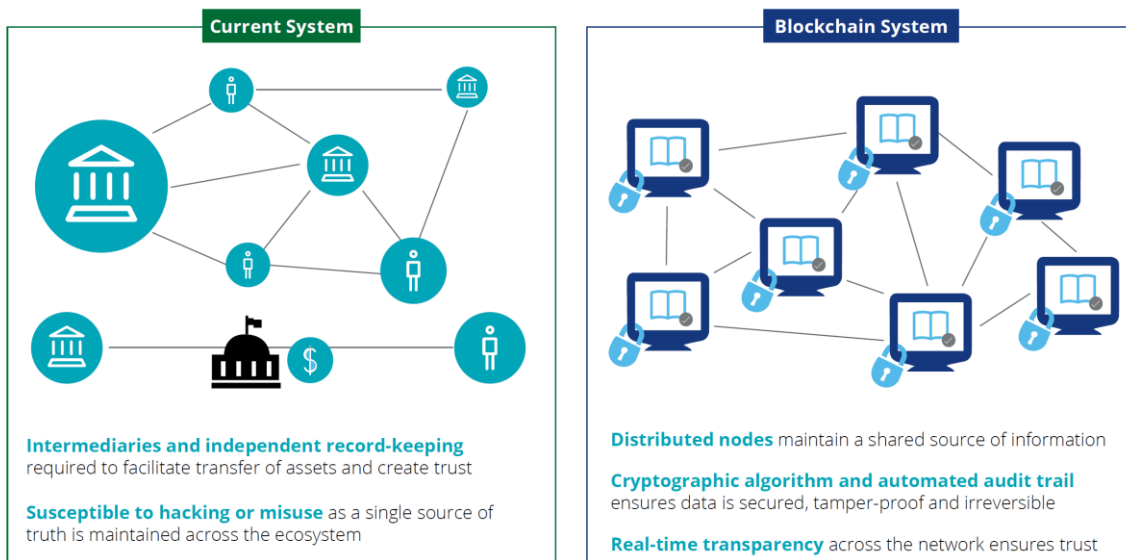 Current System
$
Intermediaries and independent record-keeping
required to facilitate transfer of assets and create trust
Susceptible to hacking or misuse as a single source of
truth is maintained across the ecosystem
Blockchain System
Distributed nodes maintain a shared source of information
Cryptographic algorithm and automated audit trail
ensures data is secured, tamper-proof and irreversible
Real-time transparency across the network ensures trust